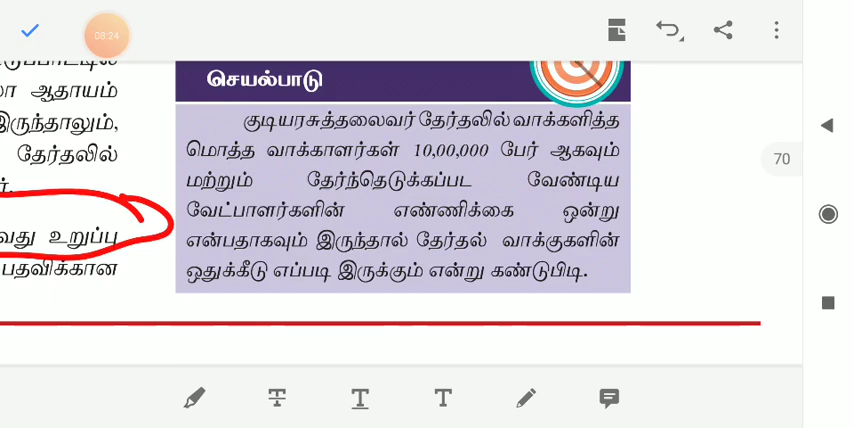 08:24
செயல்பாடு
ஆதாயம்
இருந்தாலும்,
தேர்தலில்
உறுப்பு
பதவிக்கான
குடியரசுத்தலைவர் தேர்தலில் வாக்களித்த
மொத்த வாக்காளர்கள் 10,00,000 பேர் ஆகவும்
மற்றும் தேர்ந்தெடுக்கப்பட வேண்டிய
வேட்பாளர்களின் எண்ணிக்கை ஒன்று
என்பதாகவும் இருந்தால் தேர்தல் வாக்குகளின்
ஒதுக்கீடு எப்படி இருக்கும் என்று கண்டுபிடி.
70